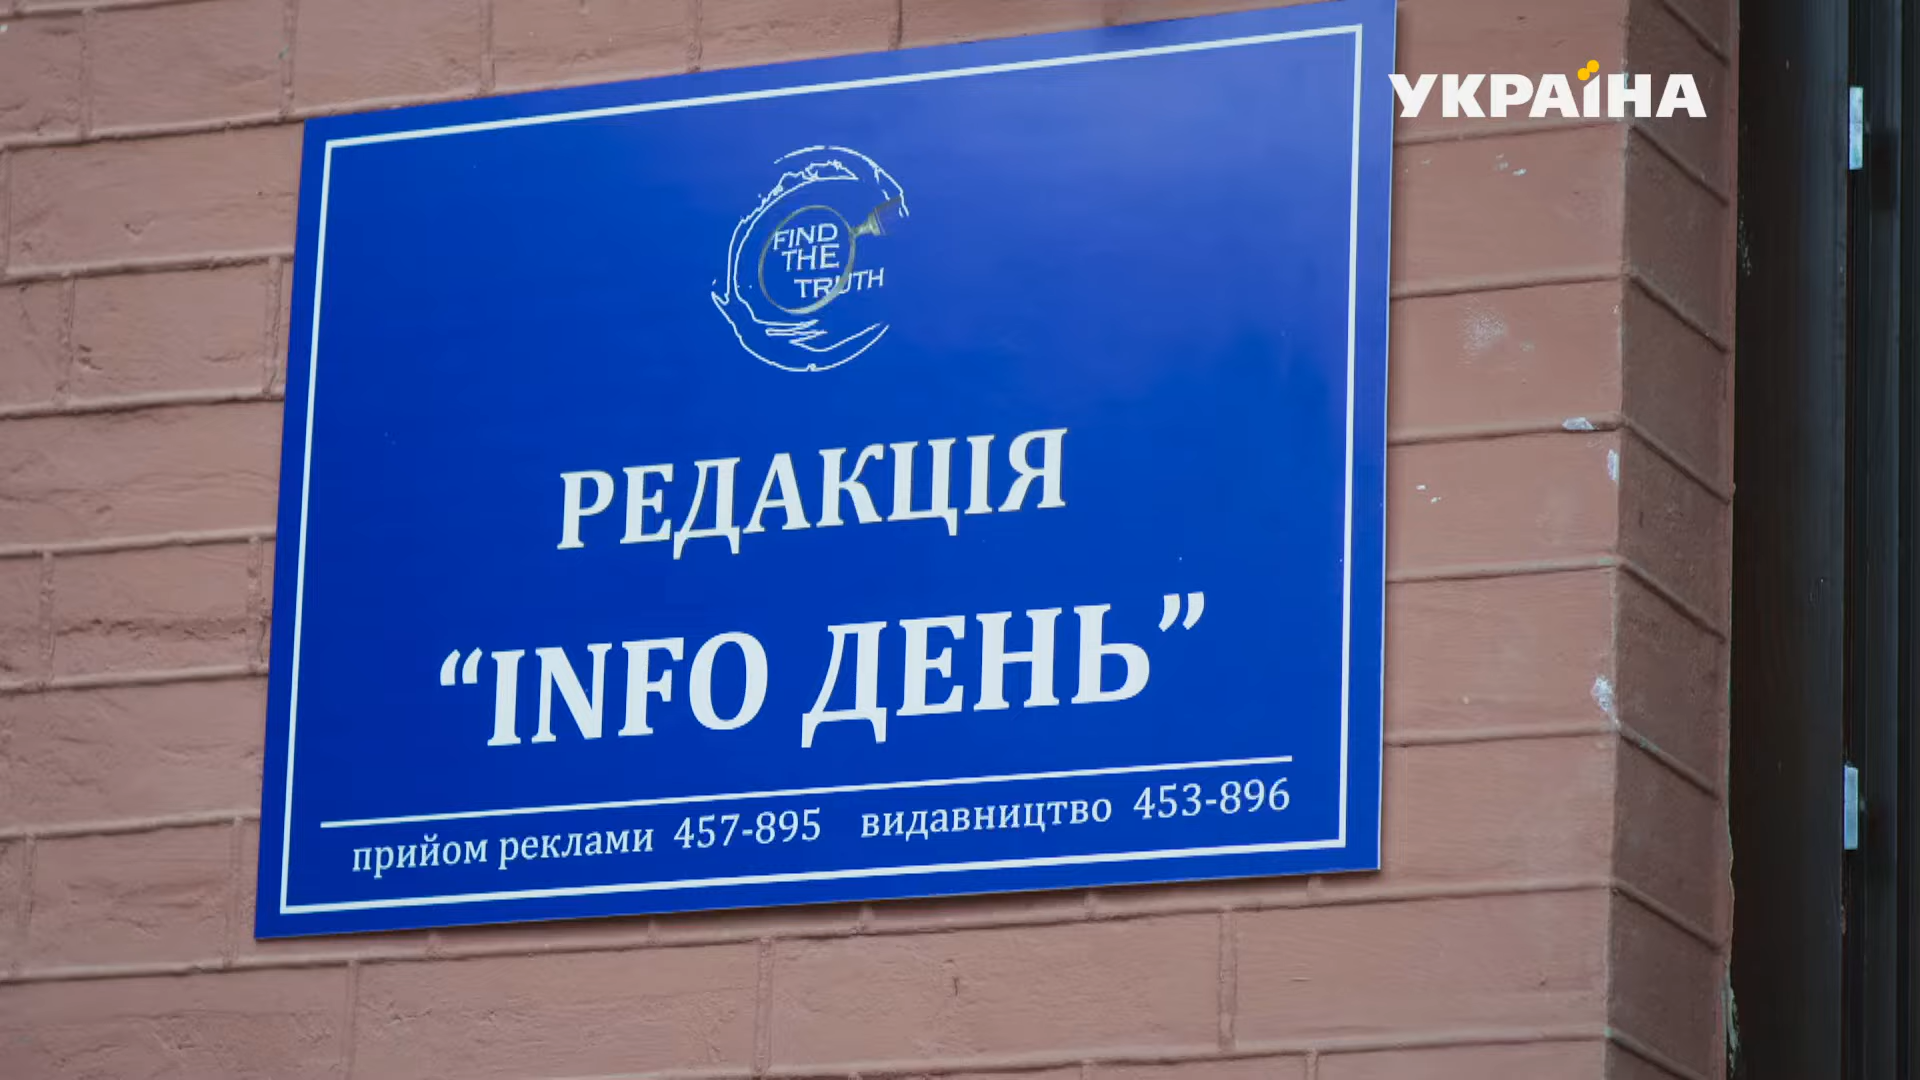 УКРАЇНА
FIND
THE
TRUTH
РЕДАКЦІЯ
“INFO ДЕНЬ”
прийом реклами 457-895 видавництво 453-896